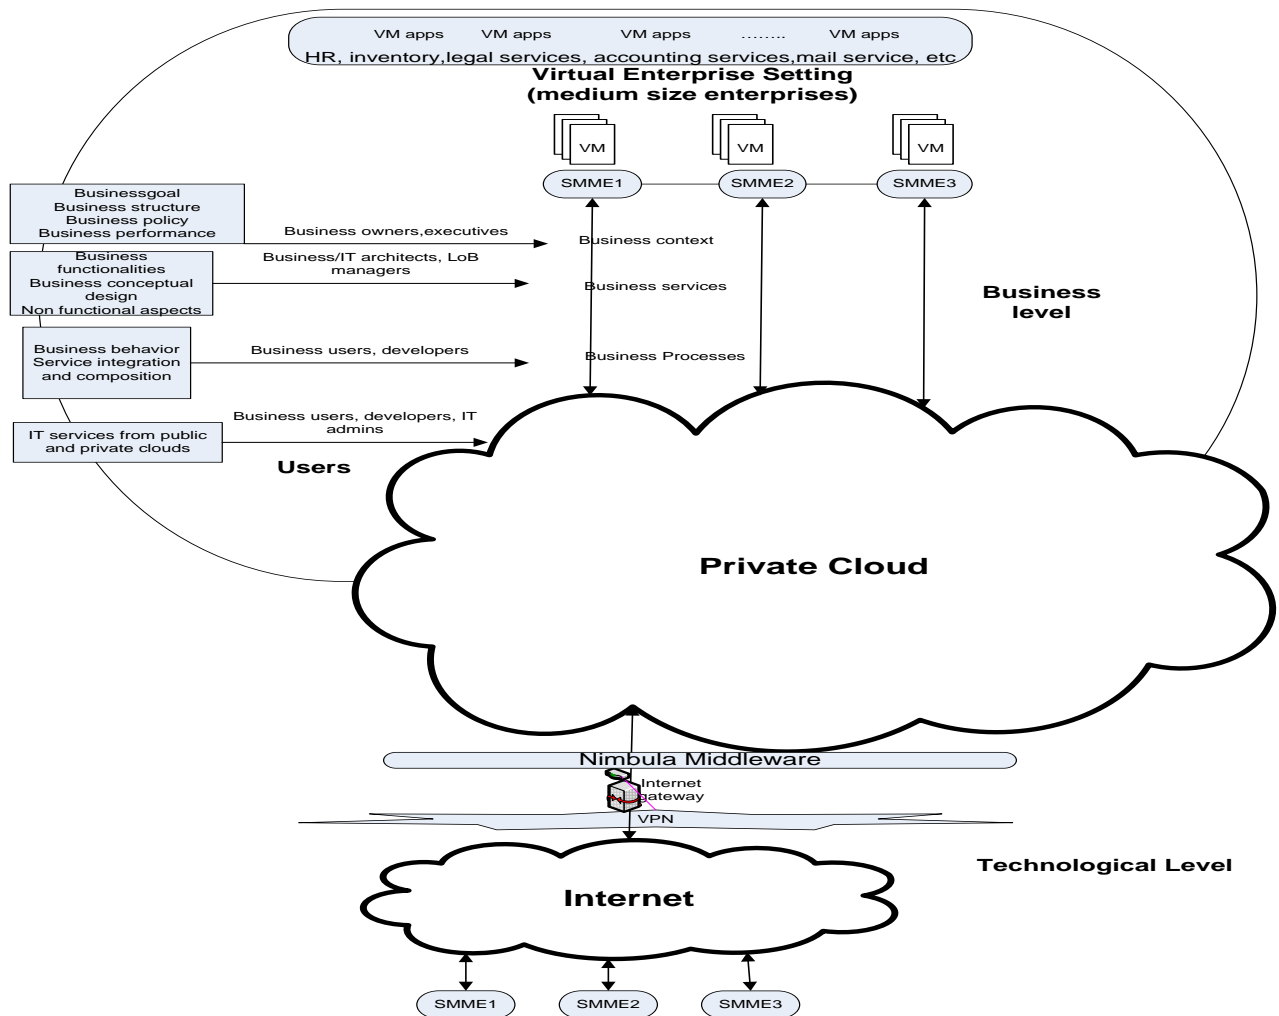 VM apps VM apps VM apps ........ VM apps
HR, inventory,legal services, accounting services,mail service, etc
Virtual Enterprise Setting
(medium size enterprises)
VM VM VM
SMME1 SMME2 SMME3
Businessgoal
Business structure
Business policy
Business performance
Business owners,executives
Business context
Business
functionalities
Business conceptual
design
Non functional aspects
Business/IT architects, LoB
managers
Business services
Business
level
Business behavior
Service integration
and composition
Business users, developers
Business Processes
IT services from public
and private clouds
Business users, developers, IT
admins
Users
Private Cloud
Nimbula Middleware
Internet
gateway
VPN
Technological Level
Internet
SMME1 SMME2 SMME3